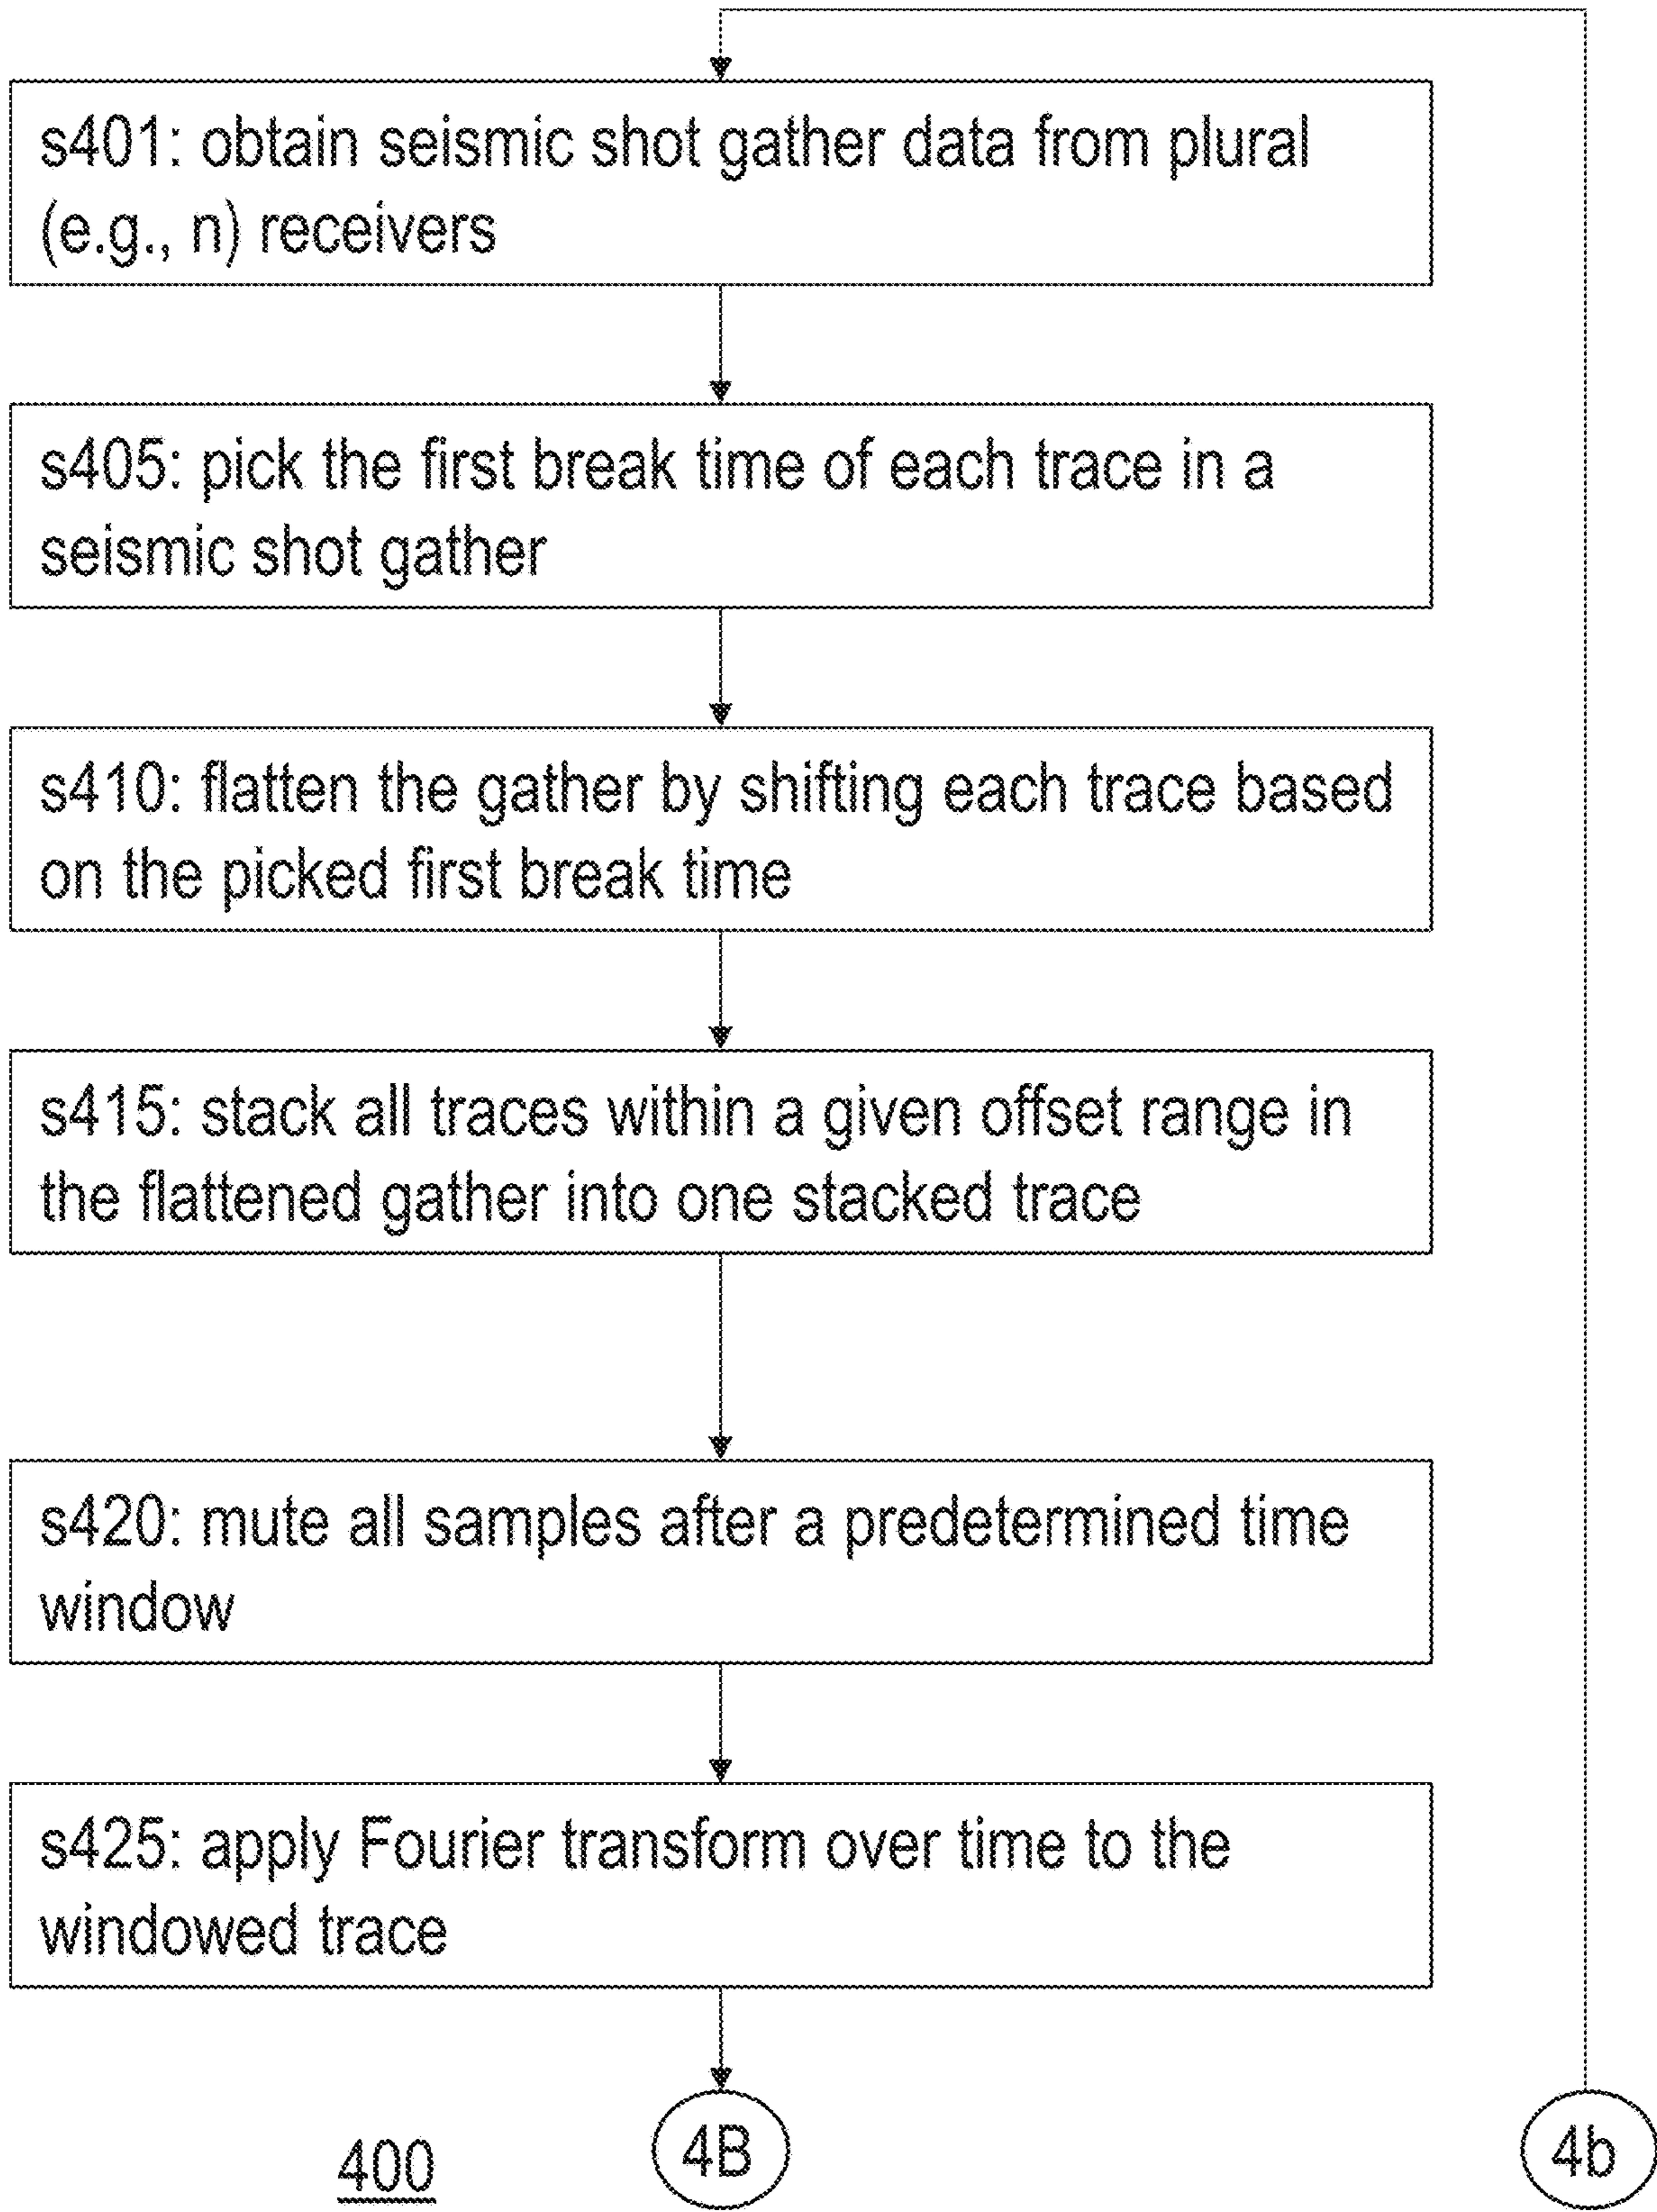 s401: obtain seismic shot gather data from plural
(e.g., n) receivers
s405: pick the first break time of each trace in a
seismic shot gather
s410: flatten the gather by shifting each trace based
on the picked first break time
s415: stack all traces within a given offset range in
the flattened gather into one stacked trace
s420: mute all samples after a predetermined time
window
s425: apply Fourier transform over time to the
windowed trace
400
4B
4b